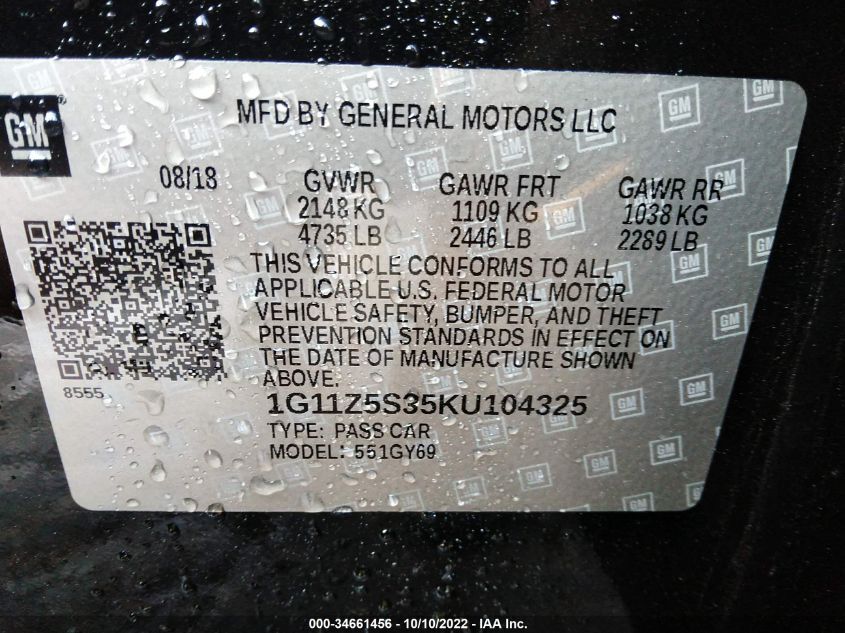 GM
MFD BY GENERAL MOTORS LLC
08/18 GVWR GAWR FRT GAWR RR
2148 KG 1109 KG 1038 KG
4735 LB 2446 LB 2289 LB
THIS VEHICLE CONFORMS TO ALL
APPLICABLE U.S. FEDERAL MOTOR
VEHICLE SAFETY, BUMPER, AND THEFT
PREVENTION STANDARDS IN EFFECT ON
THE DATE OF MANUFACTURE SHOWN
ABOVE.
8555
1G11Z5S35KU104325
TYPE: PASS CAR
MODEL: 551GY69
000-34661456 - 10/10/2022 - IAA Inc.